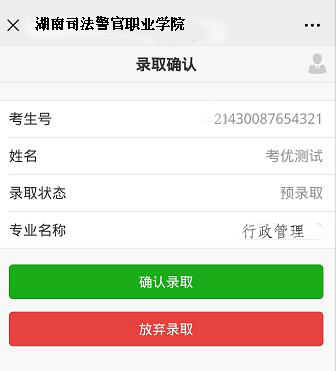 湖南司法警官职业学院
录取确认
考生号 21430087654321
姓名 考优测试
录取状态 预录取
专业名称 行政管理
确认录取
放弃录取